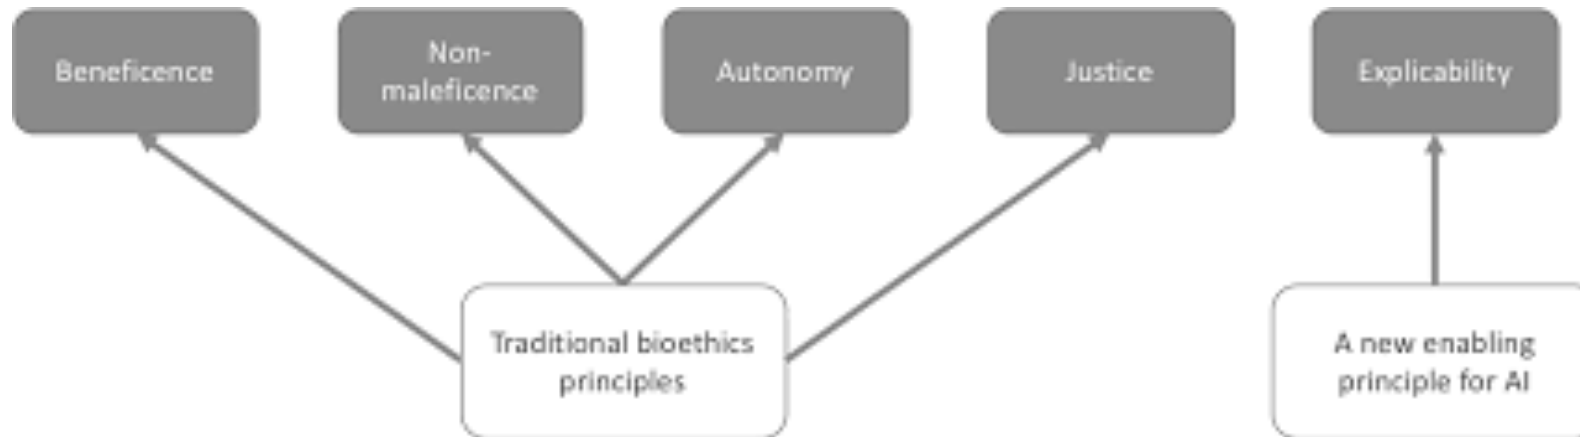 Beneficence
Non-
maleficence
Autonomy
Justice
Explicability
Traditional bioethics
principles
A new enabling
principle for AI